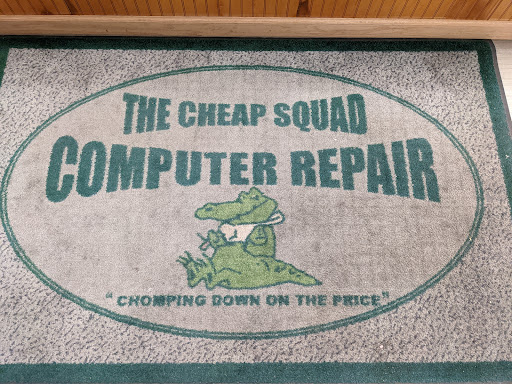 THE CHEAP SQUAD
COMPUTER REPAIR
"CHOMPING DOWN ON THE PRICE"